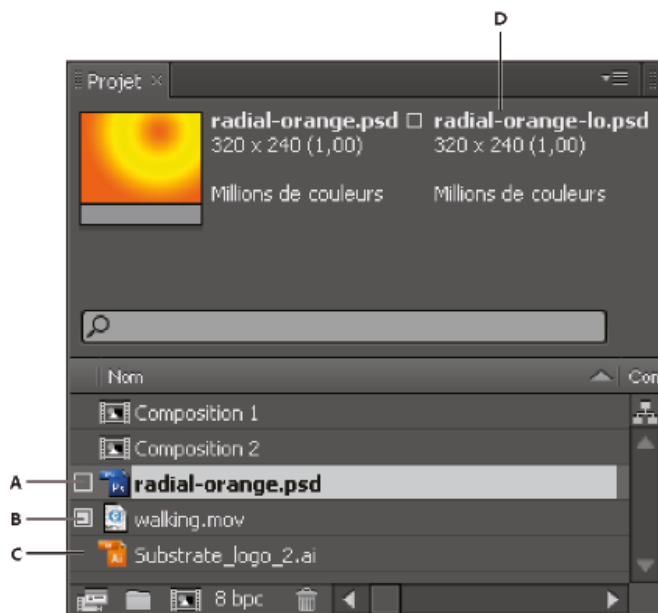 D
Projet
radial-orange.psd radial-orange-lo.psd
320 x 240 (1,00) 320 x 240 (1,00)
Millions de couleurs Millions de couleurs
Nom Con
Composition 1
Composition 2
A radial-orange.psd
B walking.mov
C Substrate_logo_2.ai
8 bpc